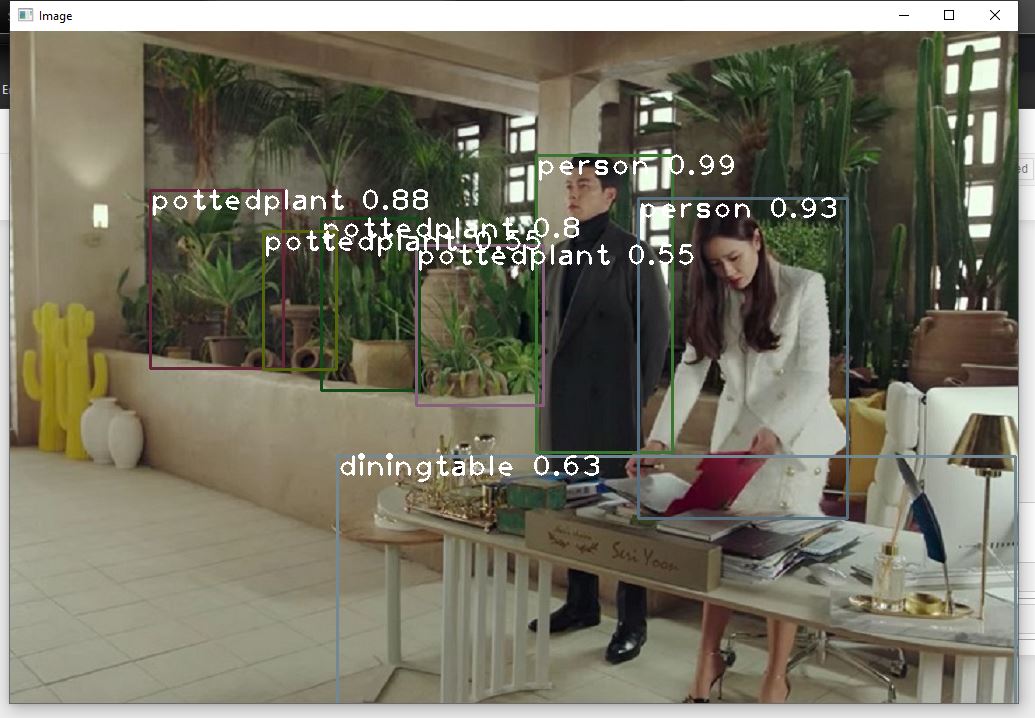 Image
pottedplant 0.88
pottedplant 0.8
pottedplant 0.55
pottedplant 0.55
person 0.99
person 0.93
diningtable 0.63
Seri Yoon